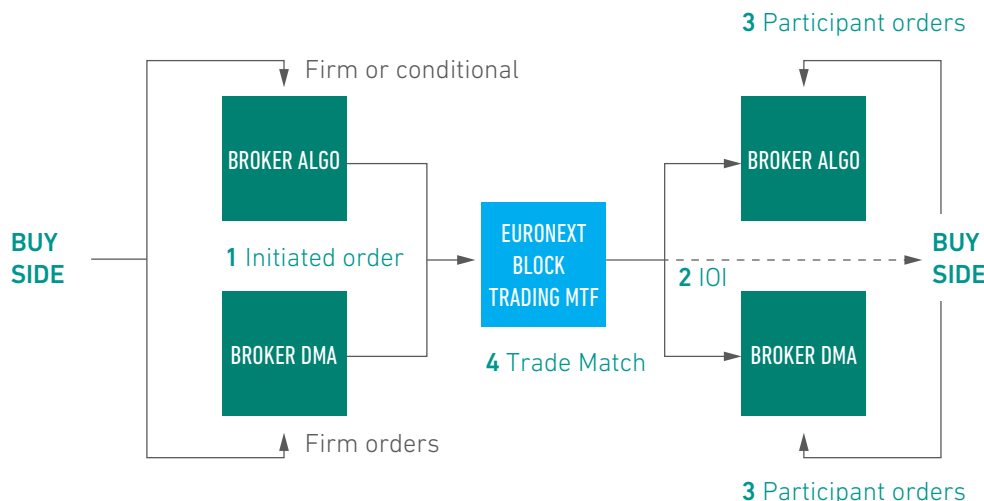 3 Participant orders
Firm or conditional
BROKER ALGO
BROKER ALGO
BUY
SIDE
1 Initiated order
EURONEXT
BLOCK
TRADING MTF
2 IOI
BUY
SIDE
BROKER DMA
BROKER DMA
4 Trade Match
Firm orders
3 Participant orders